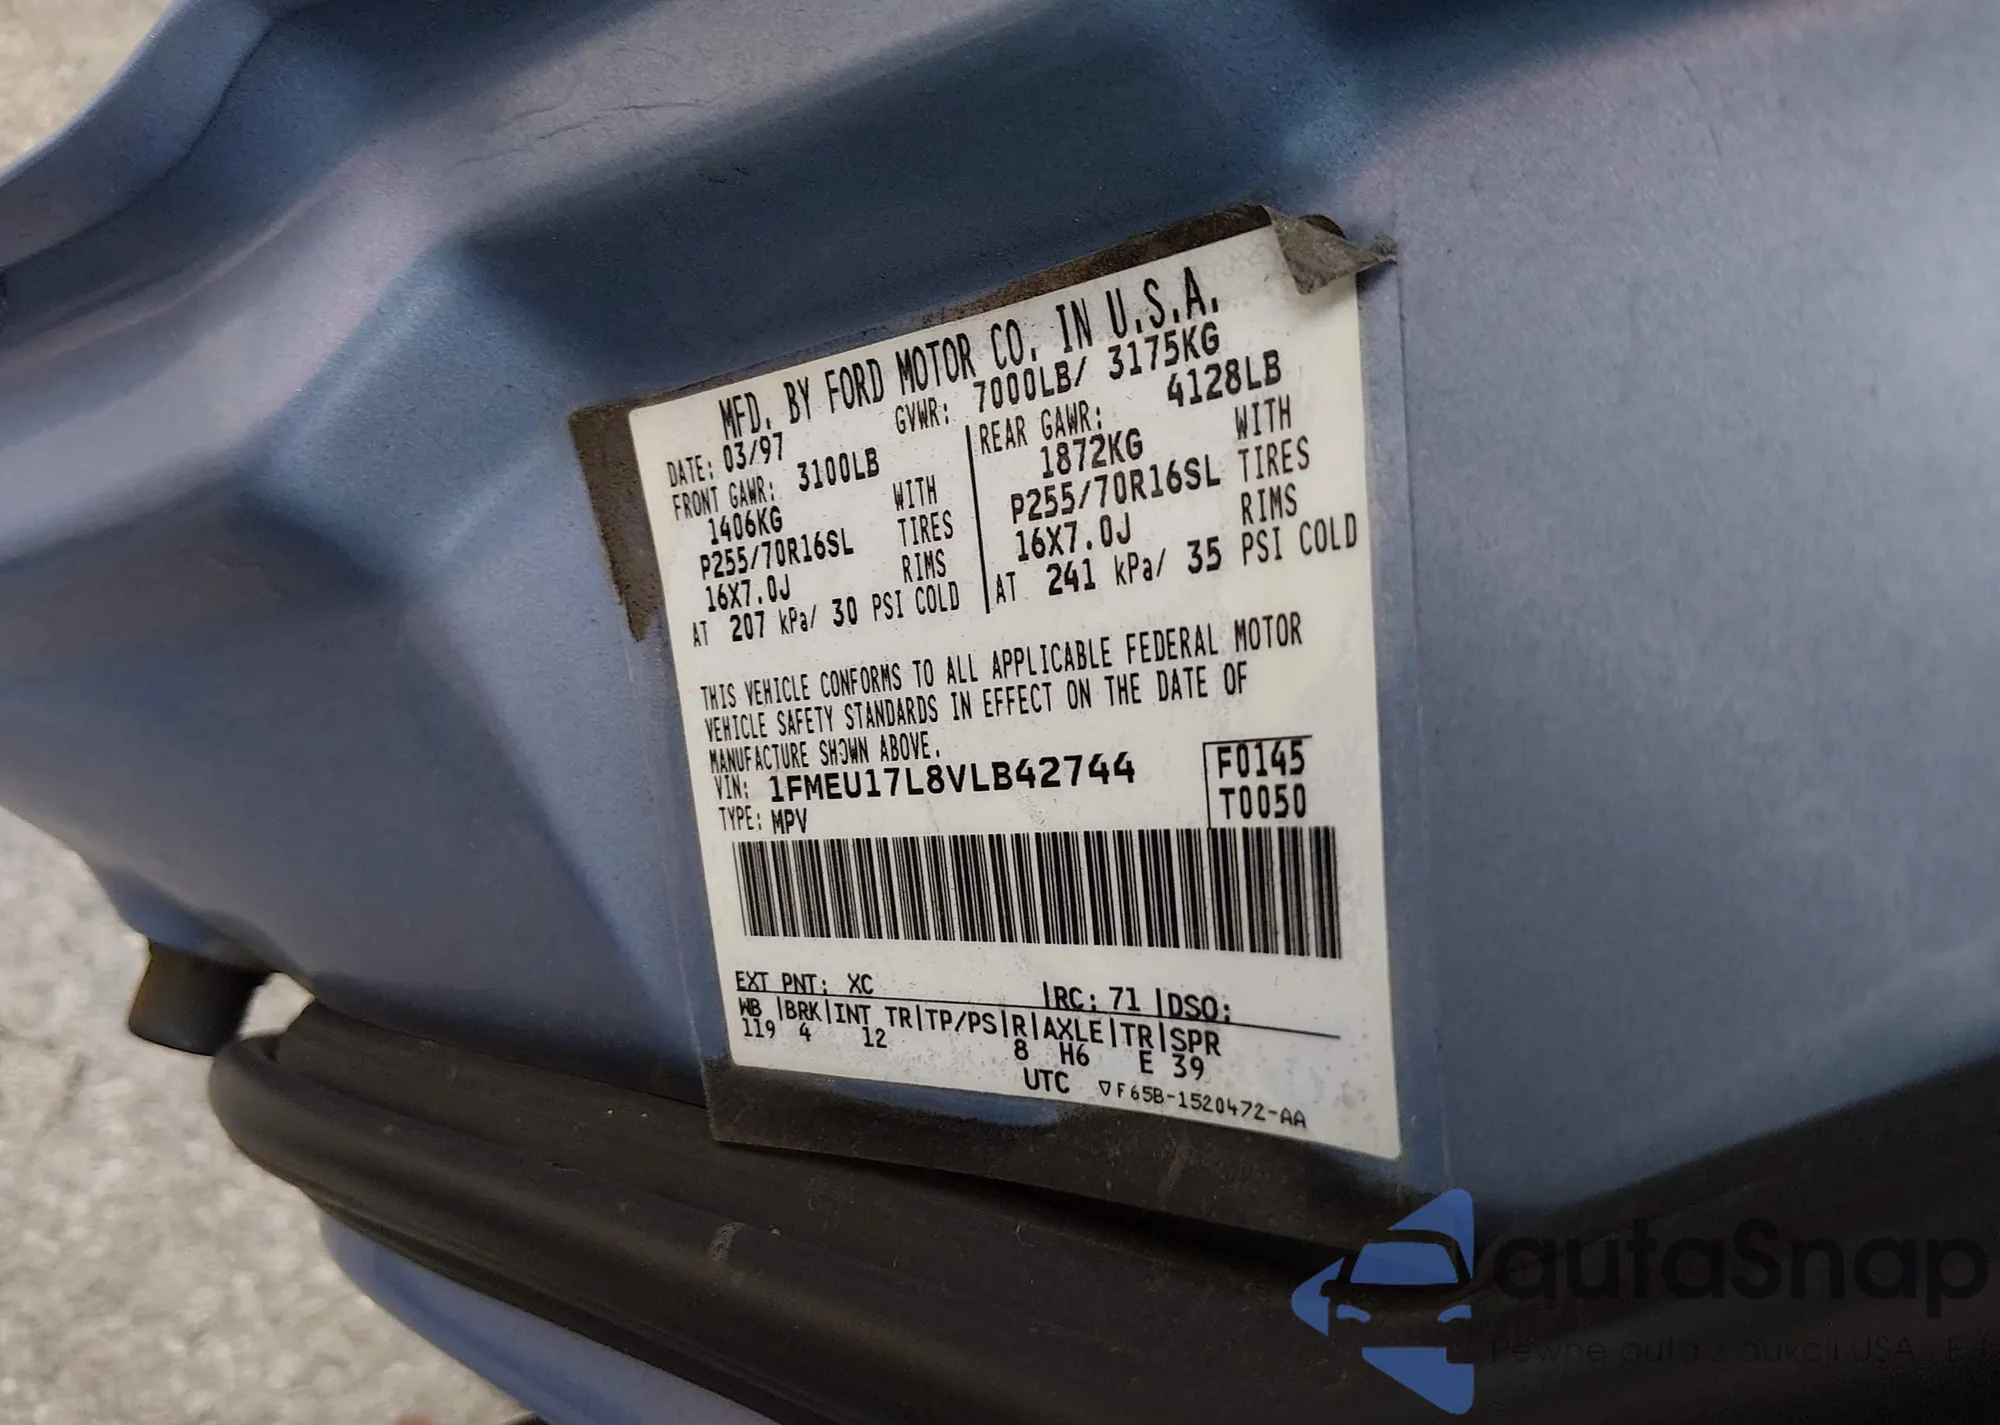 MFD. BY FORD MOTOR CO. IN U.S.A.
DATE: 03/97 GVWR: 7000LB/ 3175KG
FRONT GAWR: 3100LB REAR GAWR: 4128LB
1406KG WITH 1872KG WITH
P255/70R16SL TIRES P255/70R16SL TIRES
16X7.0J RIMS 16X7.0J RIMS
AT 207 kPa/ 30 PSI COLD AT 241 kPa/ 35 PSI COLD
THIS VEHICLE CONFORMS TO ALL APPLICABLE FEDERAL MOTOR
VEHICLE SAFETY STANDARDS IN EFFECT ON THE DATE OF
MANUFACTURE SHOWN ABOVE.
VIN: 1FMEU17L8VLB42744 F0145
TYPE: MPV T0050
EXT PNT: XC |RC: 71 |DSO:
WB |BRK|INT TR|TP/PS|R|AXLE|TR|SPR
119 4 12 8 H6 E 39
UTC ▽F65B-1520472-AA
autaSnap
Pewne auta z aukcji USA i E